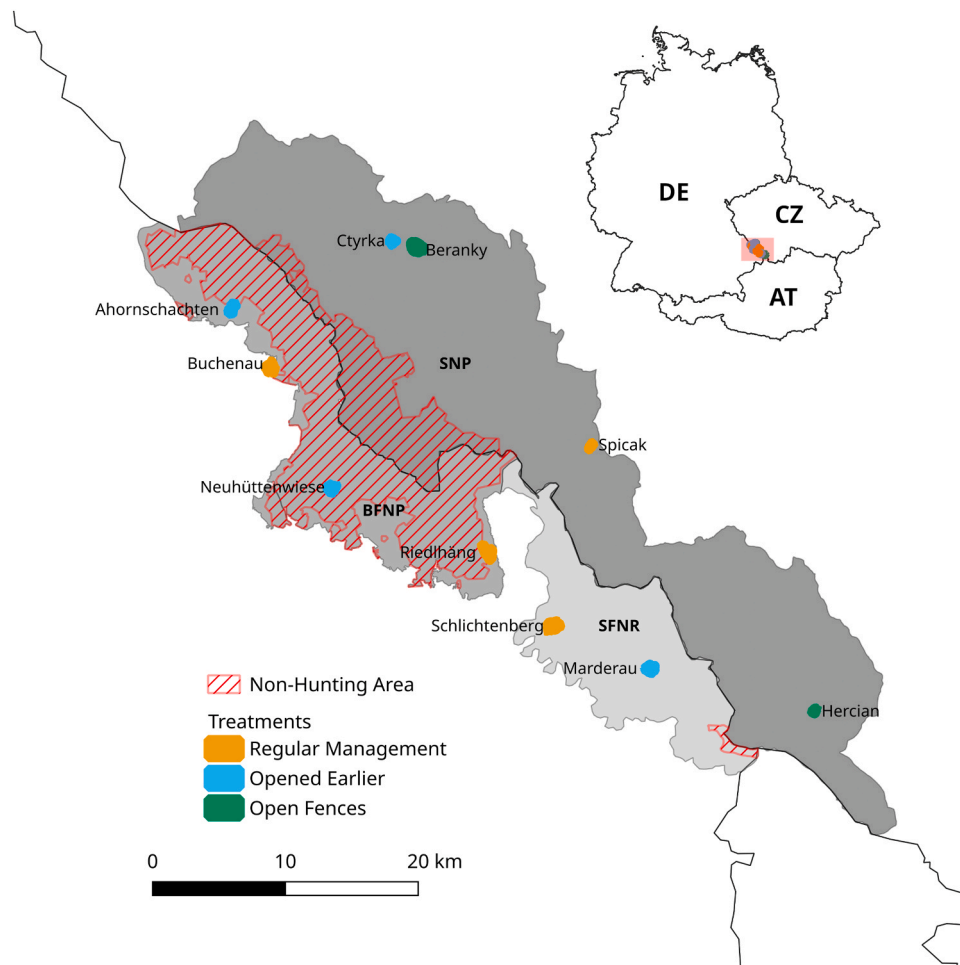 DE
CZ
AT
Ctyrka
Beranky
Ahornschachten
Buchenau
SNP
Spicak
Neuhüttenwiese
BFNP
Riedlhäng
Schlichtenberg
SFNR
Marderau
Hercian
Non-Hunting Area
Treatments
Regular Management
Opened Earlier
Open Fences
0 10 20 km